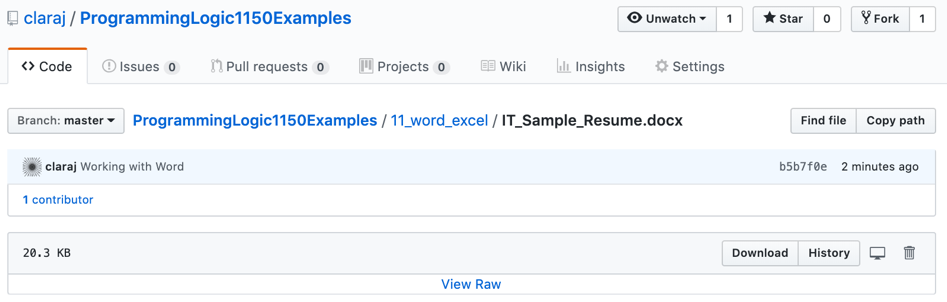 claraj / ProgrammingLogic1150Examples Unwatch 1 Star 0 Fork 1
Code Issues 0 Pull requests 0 Projects 0 Wiki Insights Settings
Branch: master ProgrammingLogic1150Examples / 11_word_excel / IT_Sample_Resume.docx Find file Copy path
claraj Working with Word b5b7f0e 2 minutes ago
1 contributor
20.3 KB Download History
View Raw